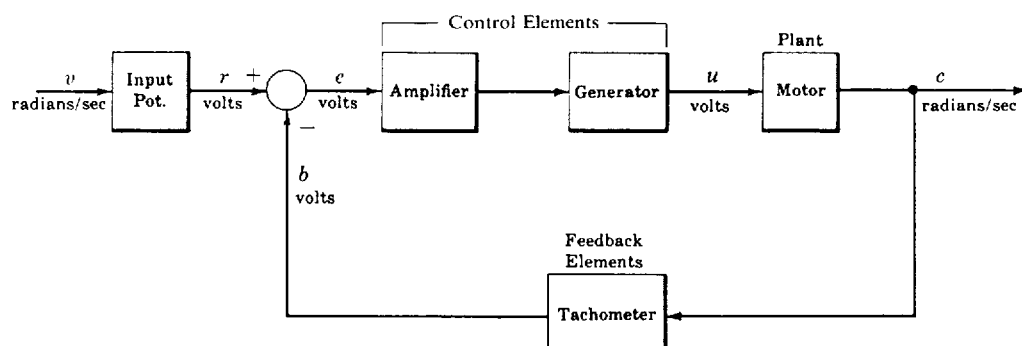 Control Elements
Plant
v
radians/sec
Input
Pot.
r
volts
+
−
e
volts
Amplifier
Generator
u
volts
Motor
c
radians/sec
b
volts
Feedback
Elements
Tachometer